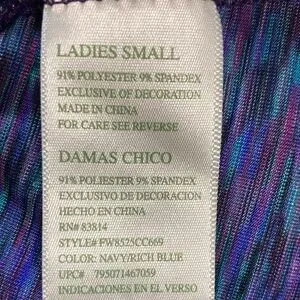 LADIES SMALL
91% POLYESTER 9% SPANDEX
EXCLUSIVE OF DECORATION
MADE IN CHINA
FOR CARE SEE REVERSE
DAMAS CHICO
91% POLIESTER 9% SPANDEX
EXCLUSIVO DE DECORACION
HECHO EN CHINA
RN# 83814
STYLE# FW8525CC669
COLOR: NAVY/RICH BLUE
UPC# 795071467059
INDICACIONES EN EL VERSO